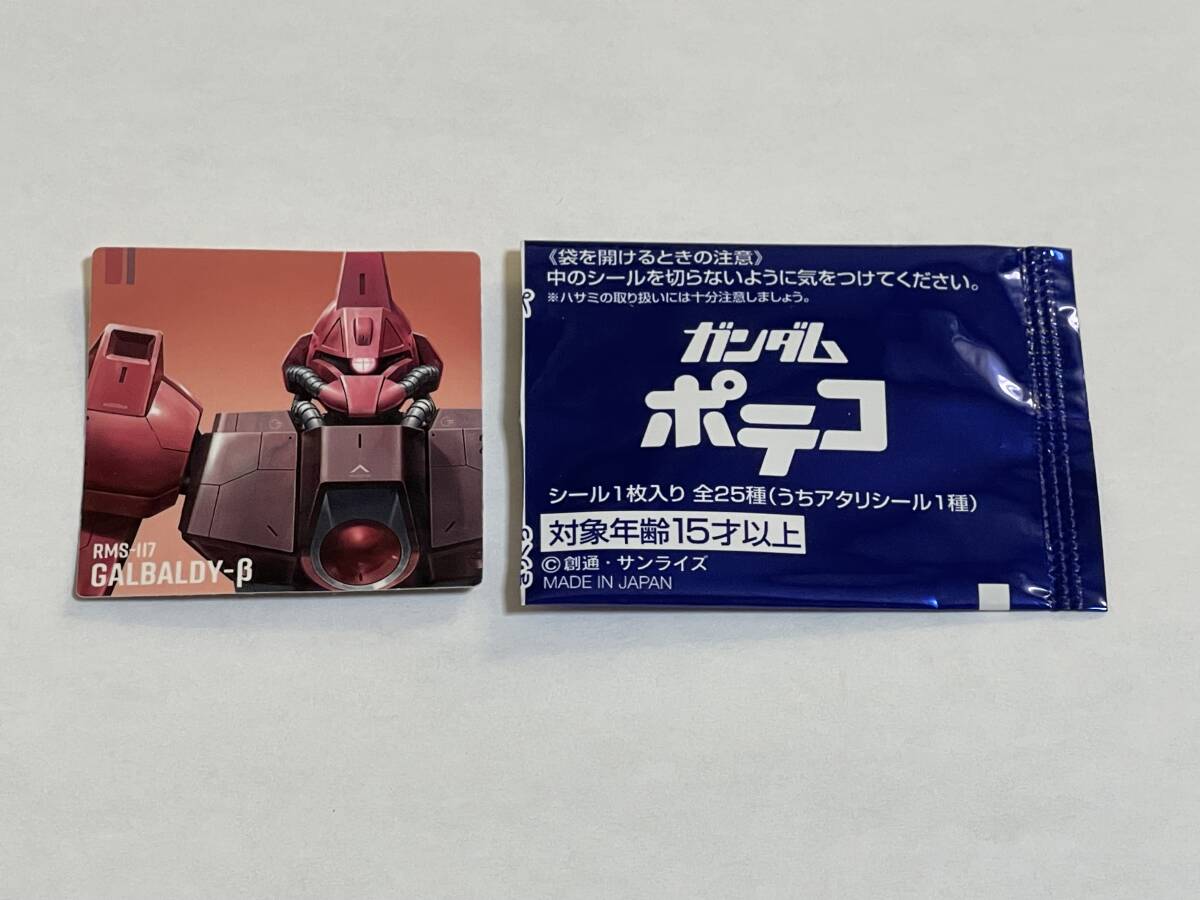 RMS-117
GALBALDY-β
《袋を開けるときの注意》
中のシールを切らないように気をつけてください。
※ハサミの取り扱いには十分注意しましょう。
ガンダム
ポテコ
シール1枚入り 全25種(うちアタリシール1種)
対象年齢15才以上
©創通・サンライズ
MADE IN JAPAN